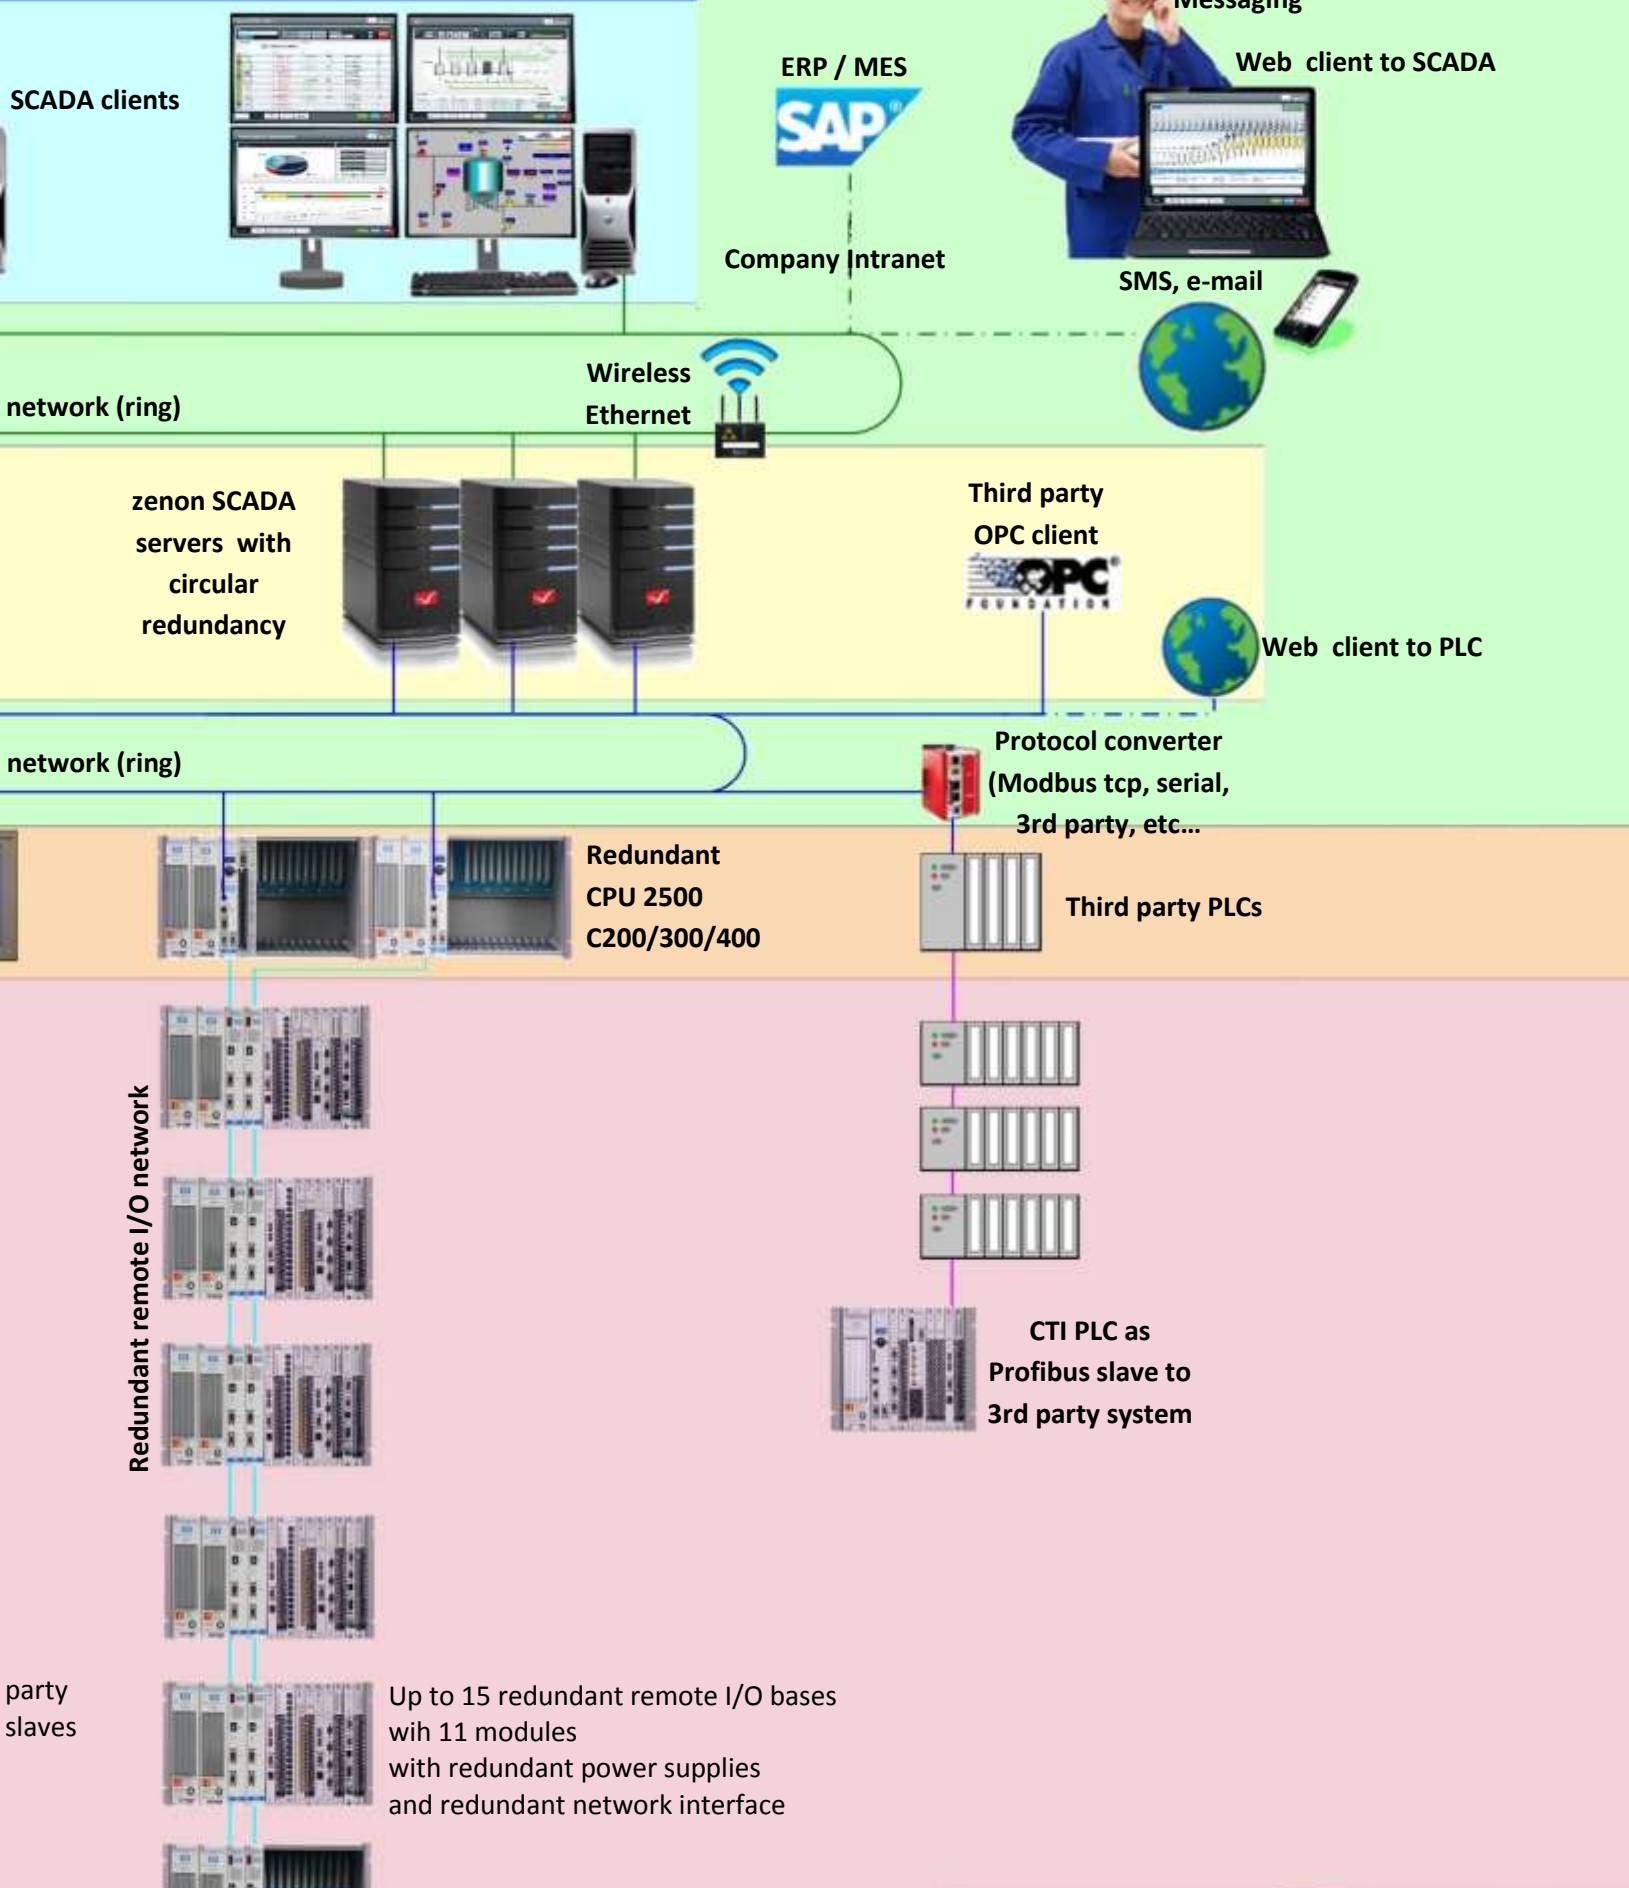 Messaging
ERP / MES
Web client to SCADA
SCADA clients
SAP®
Company Intranet
SMS, e-mail
Wireless
Ethernet
network (ring)
zenon SCADA
servers with
circular
redundancy
Third party
OPC client
OPC®
FOUNDATION
Web client to PLC
Protocol converter
(Modbus tcp, serial,
3rd party, etc...
network (ring)
Redundant
CPU 2500
C200/300/400
Third party PLCs
Redundant remote I/O network
CTI PLC as
Profibus slave to
3rd party system
party
slaves
Up to 15 redundant remote I/O bases
wih 11 modules
with redundant power supplies
and redundant network interface